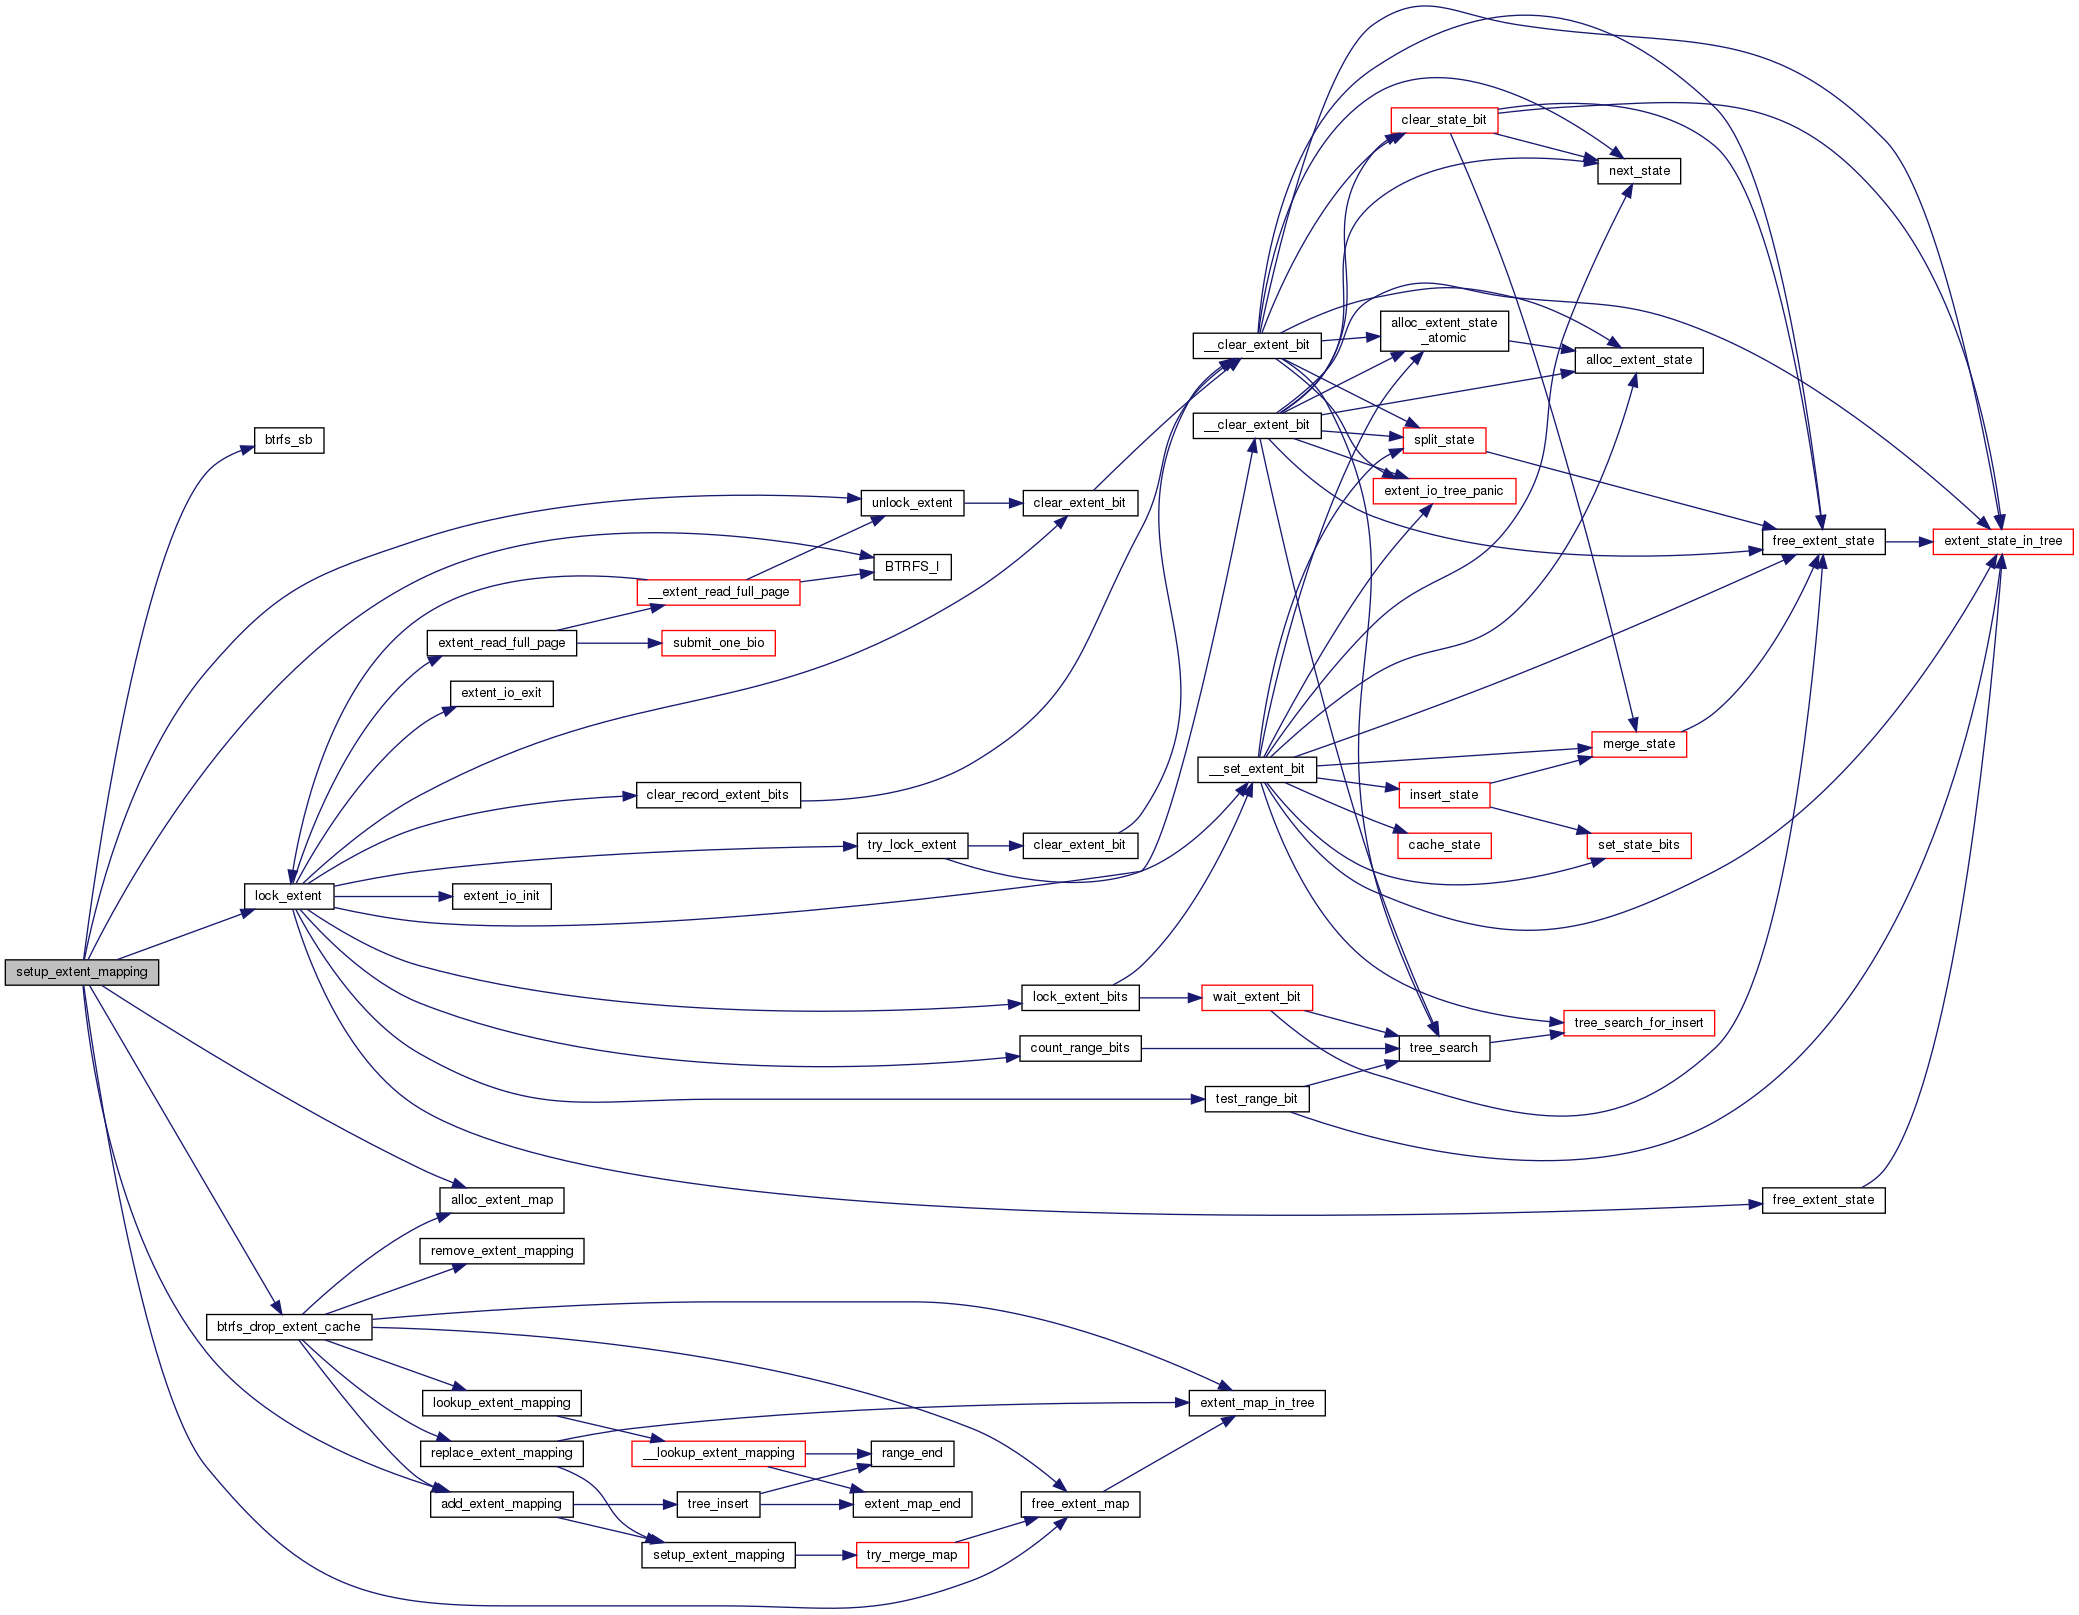 clear_state_bit
next_state
alloc_extent_state
_atomic
__clear_extent_bit
alloc_extent_state
__clear_extent_bit
btrfs_sb
split_state
extent_io_tree_panic
unlock_extent
clear_extent_bit
free_extent_state
extent_state_in_tree
BTRFS_I
__extent_read_full_page
extent_read_full_page
submit_one_bio
extent_io_exit
merge_state
__set_extent_bit
clear_record_extent_bits
insert_state
try_lock_extent
clear_extent_bit
cache_state
set_state_bits
lock_extent
extent_io_init
setup_extent_mapping
lock_extent_bits
wait_extent_bit
tree_search_for_insert
count_range_bits
tree_search
test_range_bit
alloc_extent_map
free_extent_state
remove_extent_mapping
btrfs_drop_extent_cache
lookup_extent_mapping
extent_map_in_tree
replace_extent_mapping
__lookup_extent_mapping
range_end
add_extent_mapping
tree_insert
extent_map_end
free_extent_map
setup_extent_mapping
try_merge_map